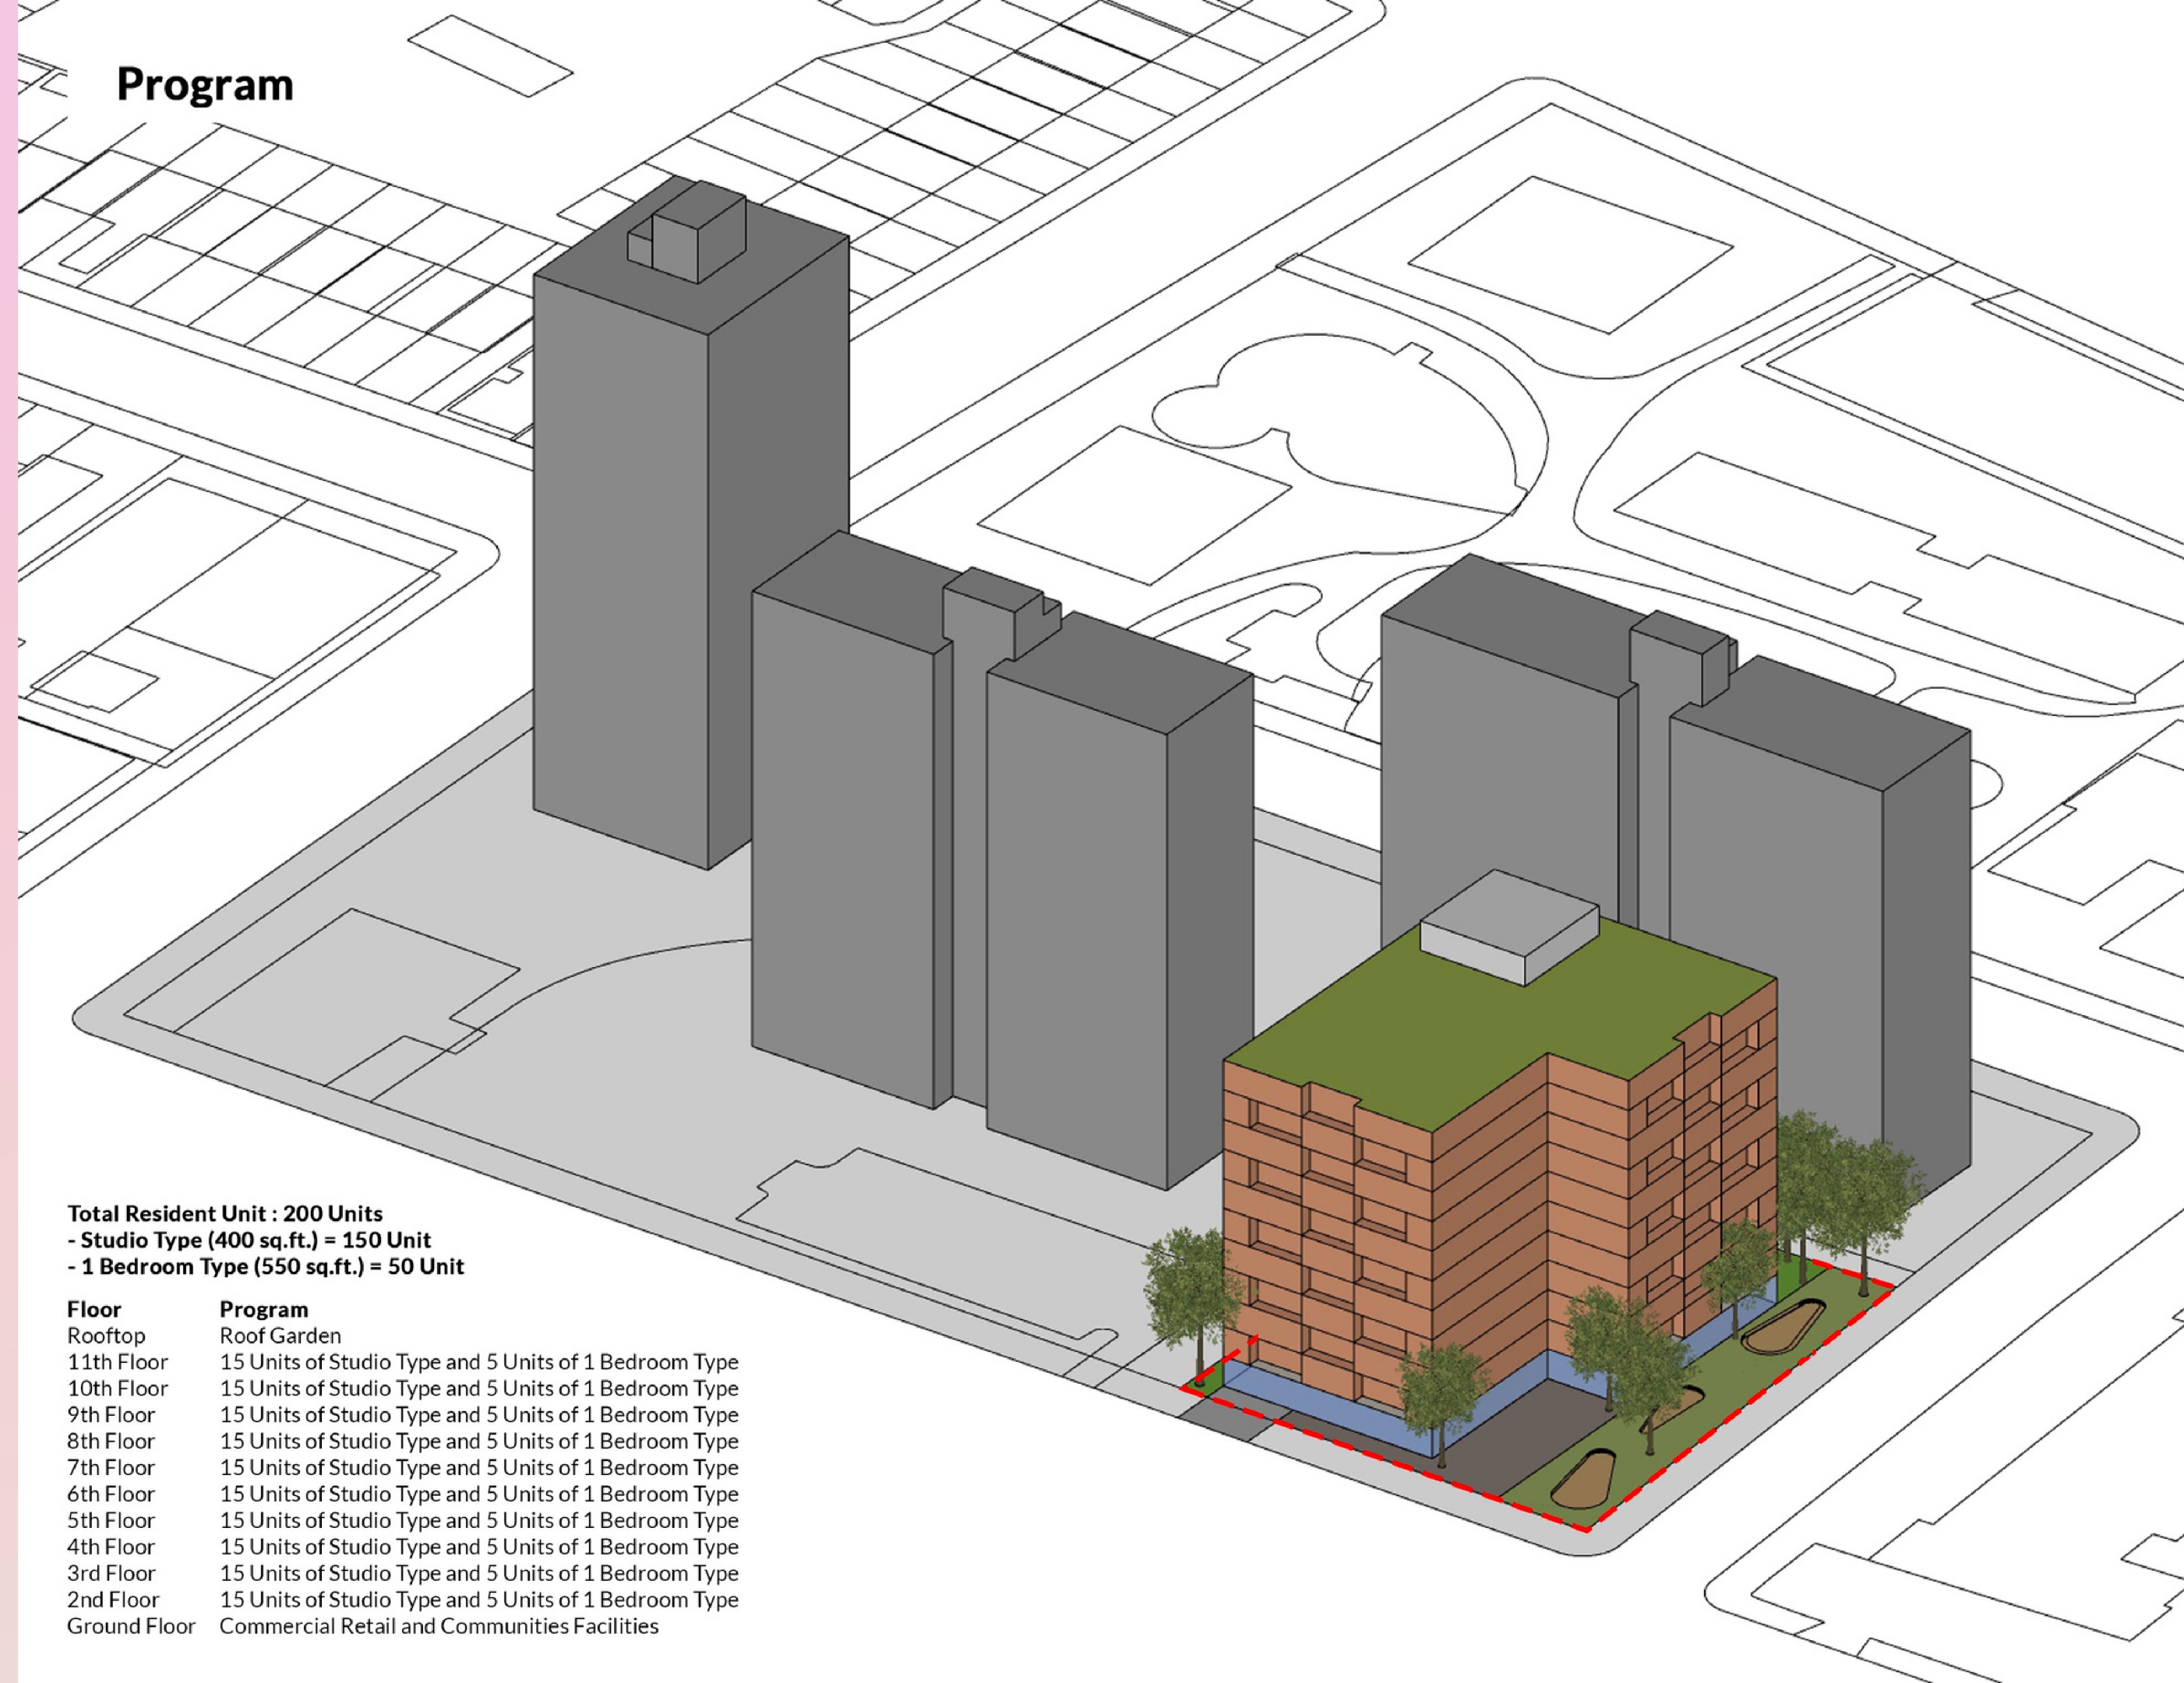 Program
Total Resident Unit : 200 Units
- Studio Type (400 sq.ft.) = 150 Unit
- 1 Bedroom Type (550 sq.ft.) = 50 Unit
Floor Program
Rooftop Roof Garden
11th Floor 15 Units of Studio Type and 5 Units of 1 Bedroom Type
10th Floor 15 Units of Studio Type and 5 Units of 1 Bedroom Type
9th Floor 15 Units of Studio Type and 5 Units of 1 Bedroom Type
8th Floor 15 Units of Studio Type and 5 Units of 1 Bedroom Type
7th Floor 15 Units of Studio Type and 5 Units of 1 Bedroom Type
6th Floor 15 Units of Studio Type and 5 Units of 1 Bedroom Type
5th Floor 15 Units of Studio Type and 5 Units of 1 Bedroom Type
4th Floor 15 Units of Studio Type and 5 Units of 1 Bedroom Type
3rd Floor 15 Units of Studio Type and 5 Units of 1 Bedroom Type
2nd Floor 15 Units of Studio Type and 5 Units of 1 Bedroom Type
Ground Floor Commercial Retail and Communities Facilities